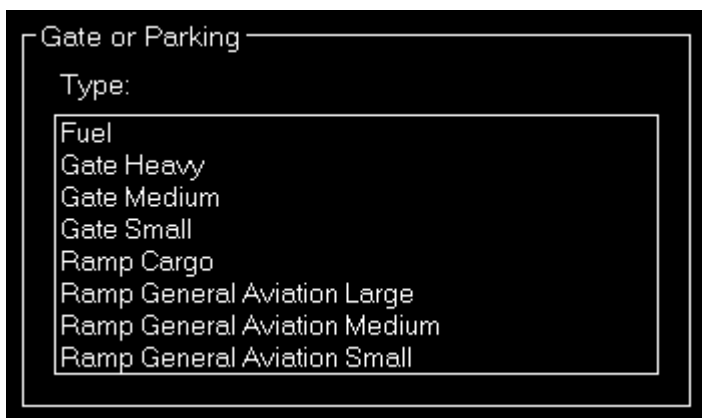 Gate or Parking
Type:
Fuel
Gate Heavy
Gate Medium
Gate Small
Ramp Cargo
Ramp General Aviation Large
Ramp General Aviation Medium
Ramp General Aviation Small